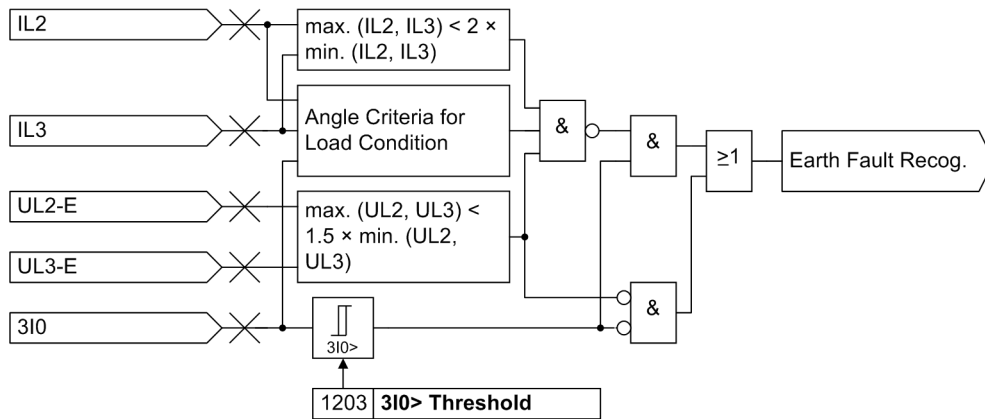 IL2
max. (IL2, IL3) < 2 ×
min. (IL2, IL3)
IL3
Angle Criteria for
Load Condition
&
&
≥1
Earth Fault Recog.
UL2-E
max. (UL2, UL3) <
1.5 × min. (UL2,
UL3)
UL3-E
3I0
3I0>
&
1203 3I0> Threshold